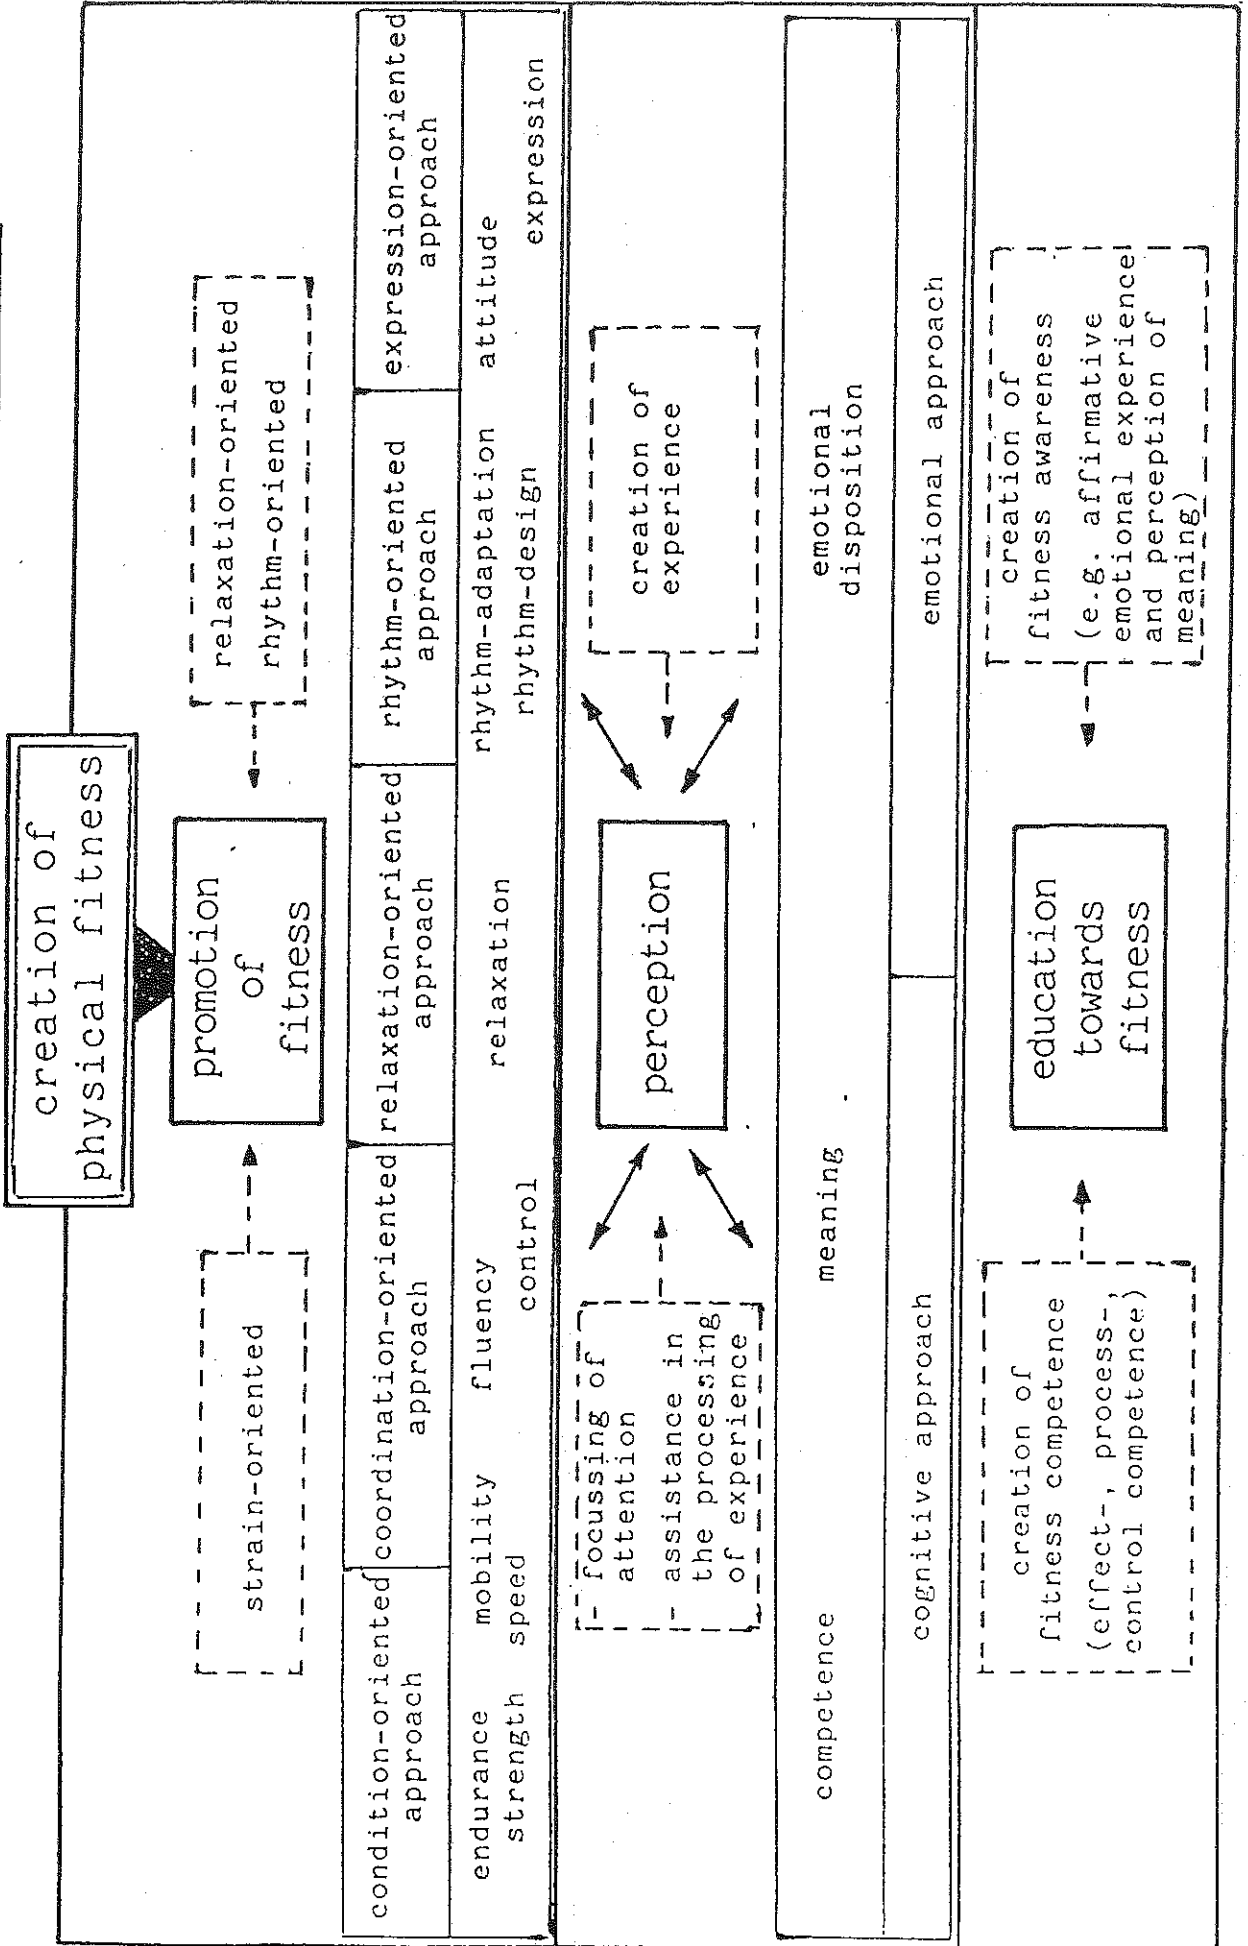 creation of
physical fitness
strain-oriented
promotion
of
fitness
relaxation-oriented
rhythm-oriented
condition-oriented
approach
coordination-oriented
approach
relaxation-oriented
approach
rhythm-oriented
approach
expression-oriented
approach
endurance mobility fluency relaxation rhythm-adaptation attitude
strength speed control rhythm-design expression
- focussing of
attention
- assistance in
the processing
of experience
perception
creation of
experience
competence meaning emotional
disposition
cognitive approach emotional approach
creation of
fitness competence
(effect-, process-,
control competence)
education
towards
fitness
creation of
fitness awareness
(e.g. affirmative
emotional experience
and perception of
meaning)